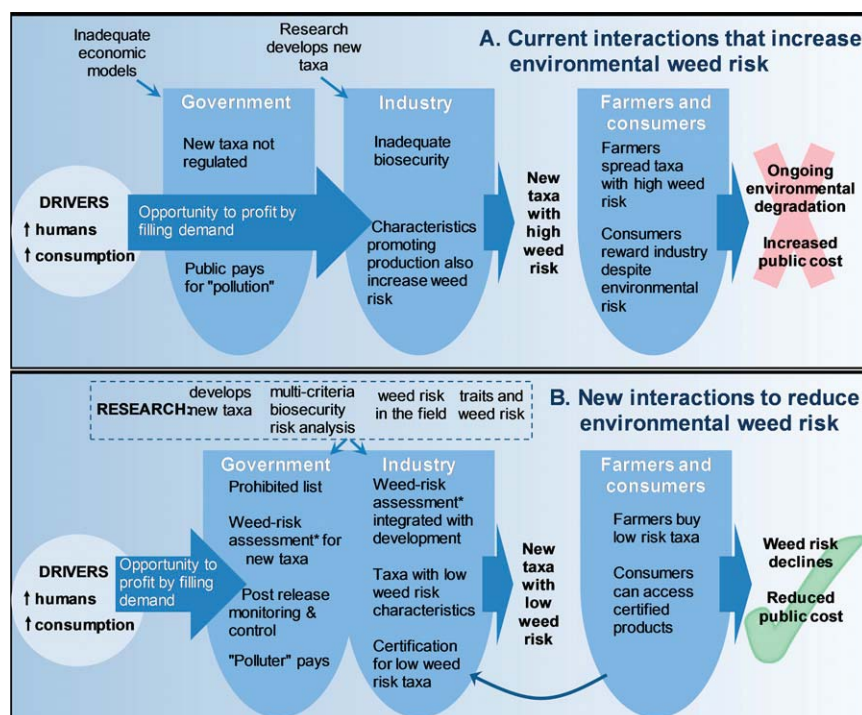 Inadequate
economic
models
Research
develops new
taxa
A. Current interactions that increase
environmental weed risk
Government
New taxa not
regulated
Public pays
for "pollution"
Industry
Inadequate
biosecurity
Characteristics
promoting
production also
increase weed
risk
Farmers and
consumers
Farmers
spread taxa
with high weed
risk
Consumers
reward industry
despite
environmental
risk
DRIVERS
↑ humans
↑ consumption
Opportunity to profit by
filling demand
New
taxa
with
high
weed
risk
Ongoing
environmental
degradation
Increased
public cost
RESEARCH:
develops
new taxa
multi-criteria
biosecurity
risk analysis
weed risk
in the field
traits and
weed risk
B. New interactions to reduce
environmental weed risk
Government
Prohibited list
Weed-risk
assessment* for
new taxa
Post release
monitoring &
control
"Polluter" pays
Industry
Weed-risk
assessment*
integrated with
development
Taxa with low
weed risk
characteristics
Certification
for low weed
risk taxa
Farmers and
consumers
Farmers buy
low risk taxa
Consumers
can access
certified
products
DRIVERS
↑ humans
↑ consumption
Opportunity to
profit by filling
demand
New
taxa
with
low
weed
risk
Weed risk
declines
Reduced
public cost